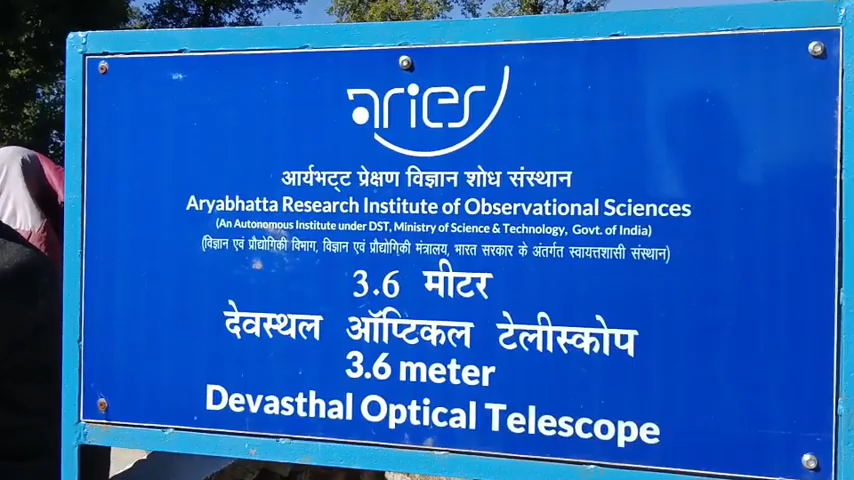 aries
आर्यभट्ट प्रेक्षण विज्ञान शोध संस्थान
Aryabhatta Research Institute of Observational Sciences
(An Autonomous Institute under DST, Ministry of Science & Technology, Govt. of India)
(विज्ञान एवं प्रौद्योगिकी विभाग, विज्ञान एवं प्रौद्योगिकी मंत्रालय, भारत सरकार के अंतर्गत स्वायत्तशासी संस्थान)
3.6 मीटर
देवस्थल ऑप्टिकल टेलीस्कोप
3.6 meter
Devasthal Optical Telescope